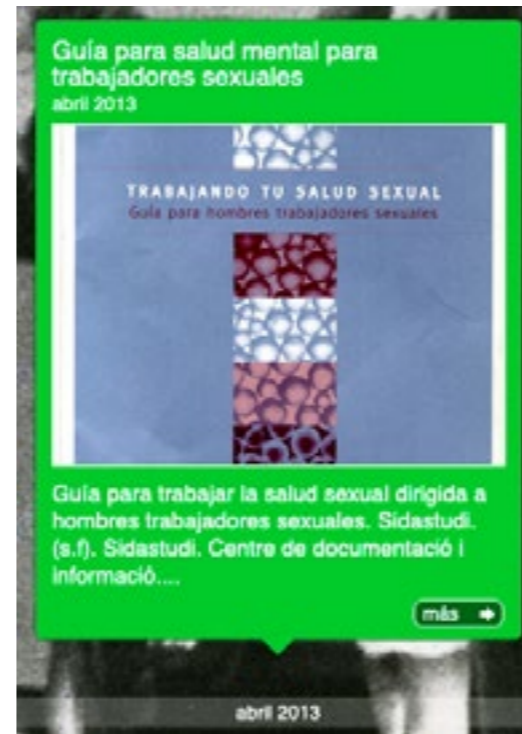 Guía para salud mental para
trabajadores sexuales
abril 2013
TRABAJANDO TU SALUD SEXUAL
Guía para hombres trabajadores sexuales
Guía para trabajar la salud sexual dirigida a
hombres trabajadores sexuales. Sidastudi.
(s.f). Sidastudi. Centre de documentació i
informació....
más
abril 2013